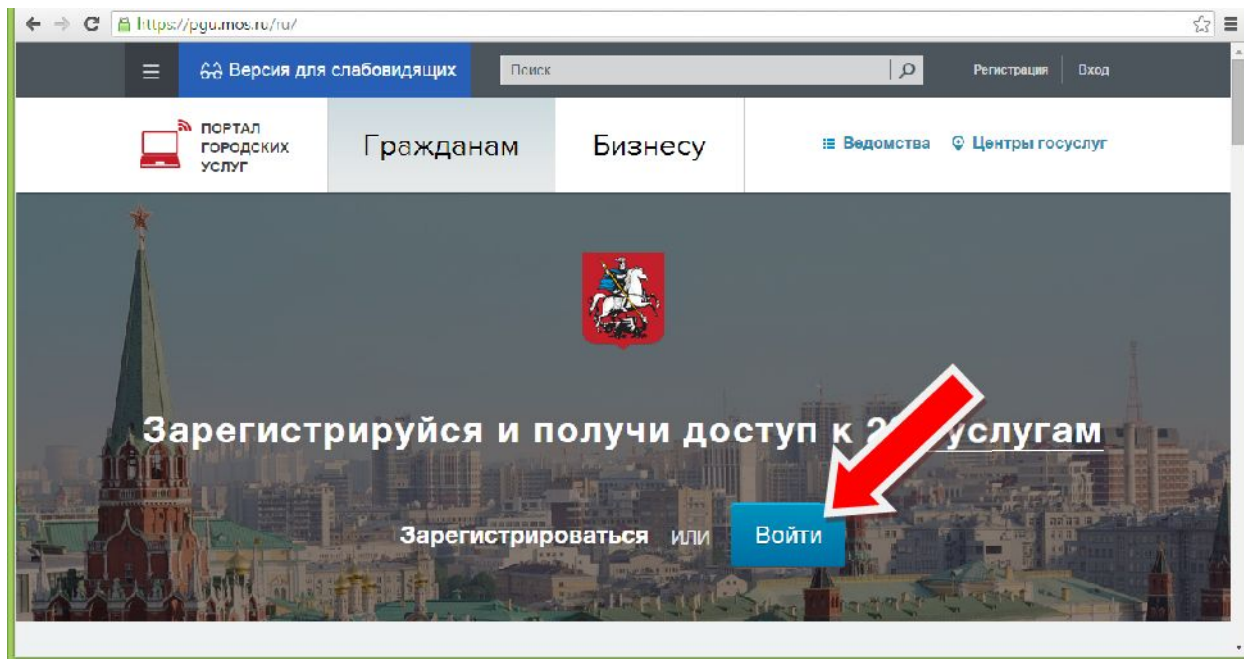 https://pgu.mos.ru/ru/
Версия для слабовидящих
Поиск
Регистрация
Вход
ПОРТАЛ
ГОРОДСКИХ
УСЛУГ
Гражданам
Бизнесу
Ведомства
Центры госуслуг
Зарегистрируйся и получи доступ к услугам
Зарегистрироваться или Войти